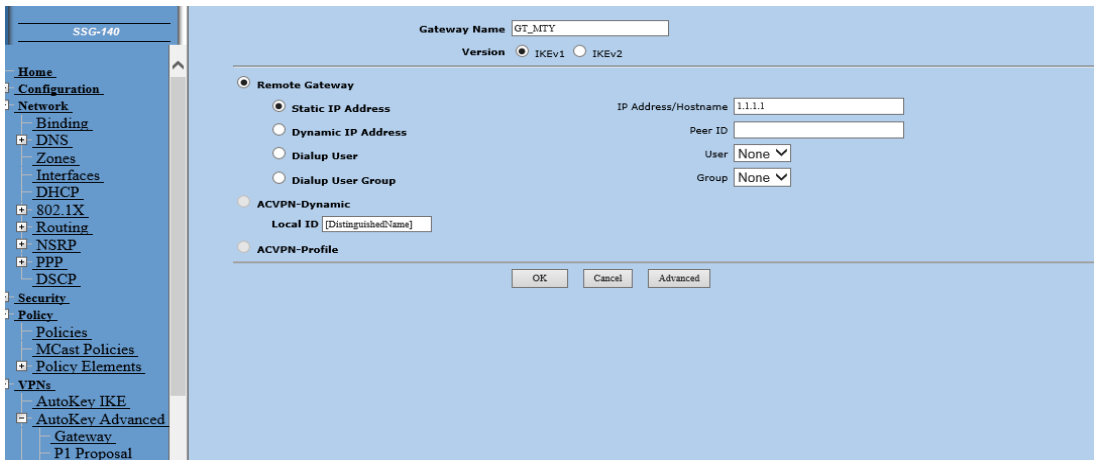 SSG-140
Home
Configuration
Network
Binding
DNS
Zones
Interfaces
DHCP
802.1X
Routing
NSRP
PPP
DSCP
Security
Policy
Policies
MCast Policies
Policy Elements
VPNs
AutoKey IKE
AutoKey Advanced
Gateway
P1 Proposal
Gateway Name GT_MTY
Version IKEv1 IKEv2
Remote Gateway
Static IP Address IP Address/Hostname 1.1.1.1
Dynamic IP Address Peer ID
Dialup User User None
Dialup User Group Group None
ACVPN-Dynamic
Local ID [DistinguishedName]
ACVPN-Profile
OK Cancel Advanced